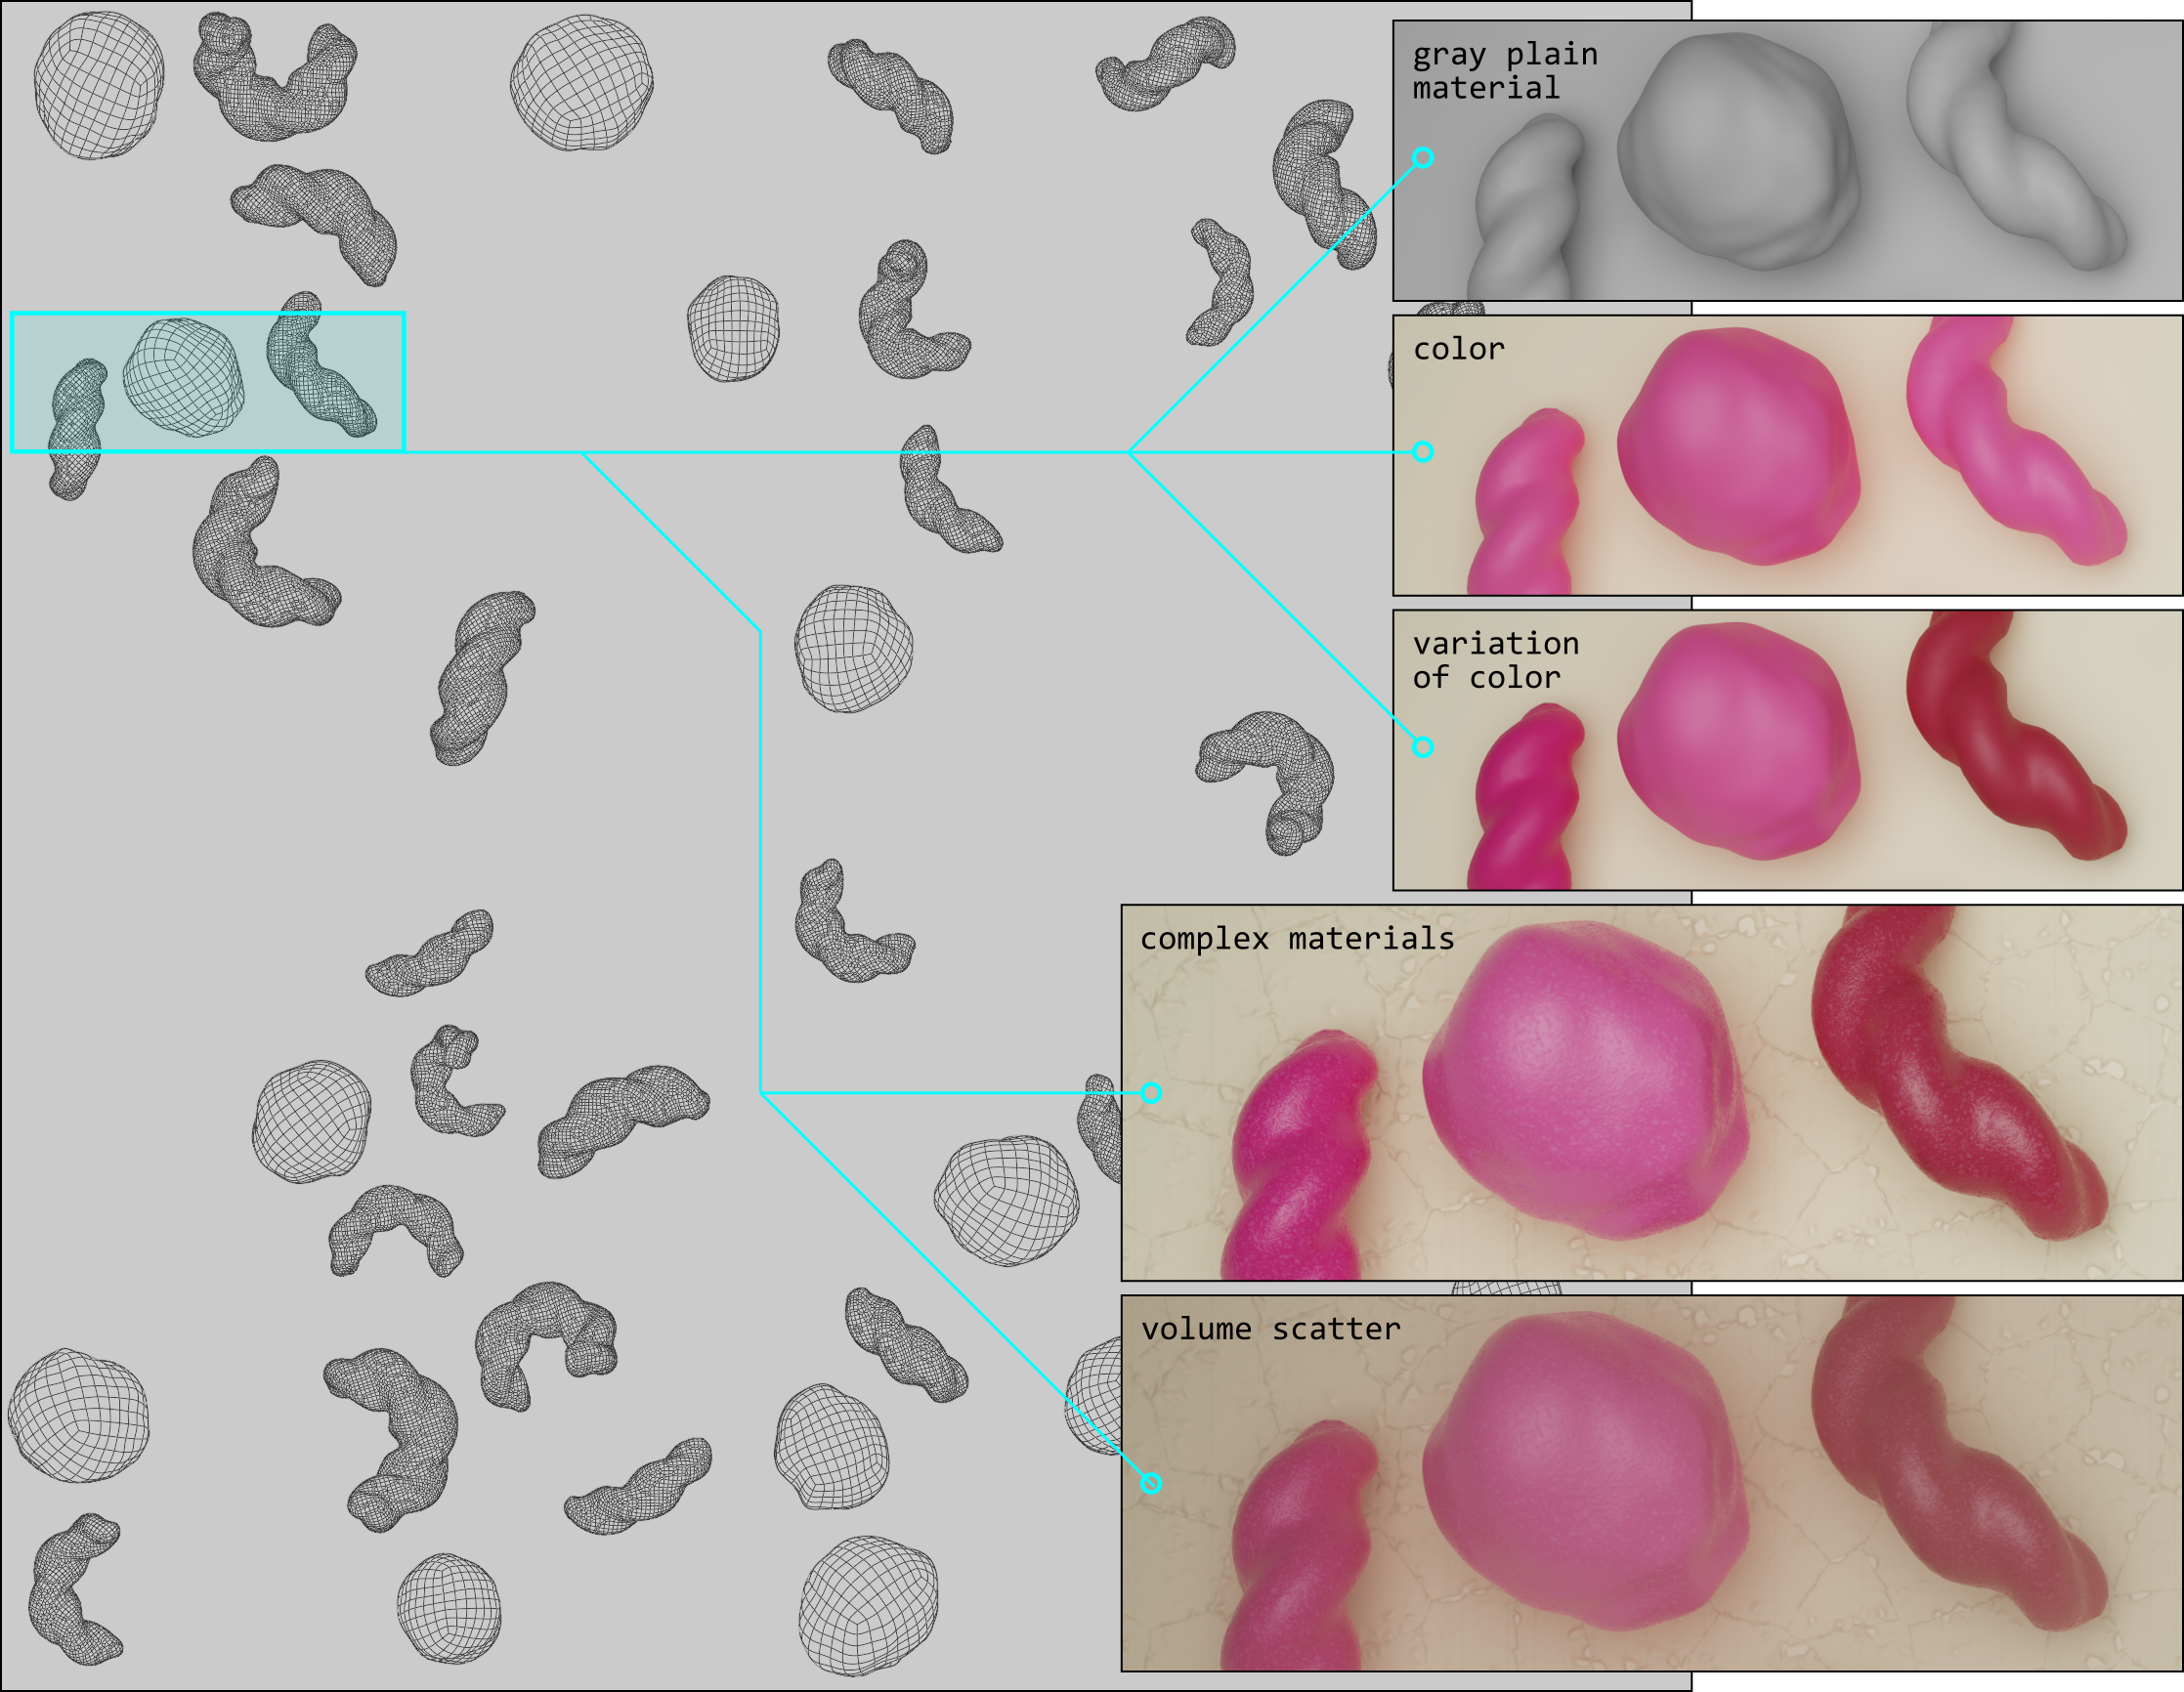 gray plain
material
color
variation
of color
complex materials
volume scatter